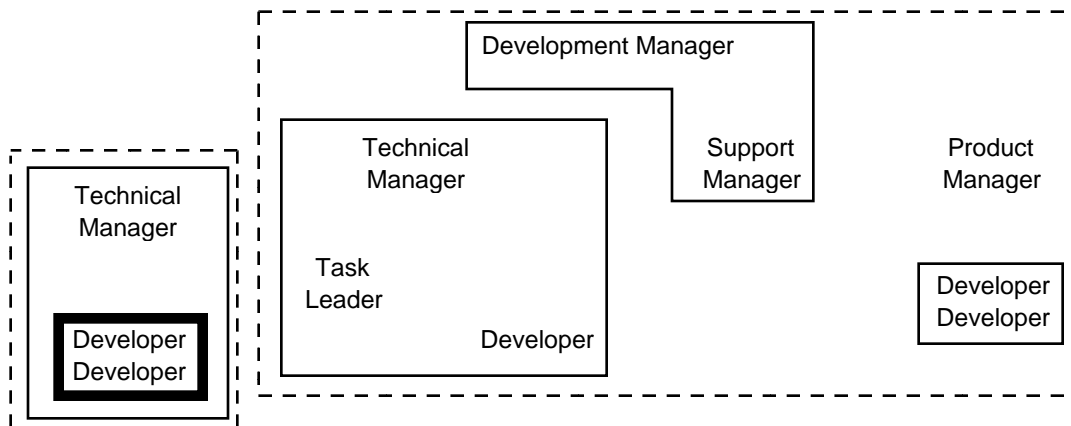 Development Manager
Technical
Manager
Support
Manager
Product
Manager
Technical
Manager
Task
Leader
Developer
Developer
Developer
Developer
Developer